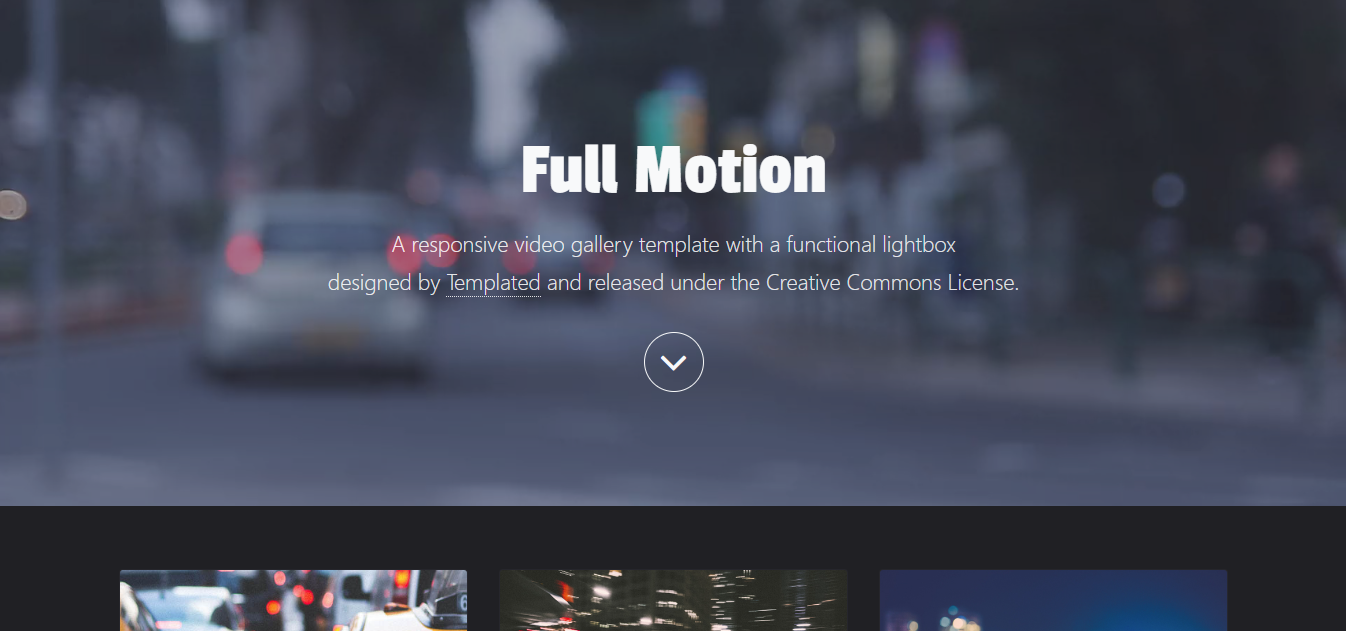 Full Motion
A responsive video gallery template with a functional lightbox
designed by Templated and released under the Creative Commons License.